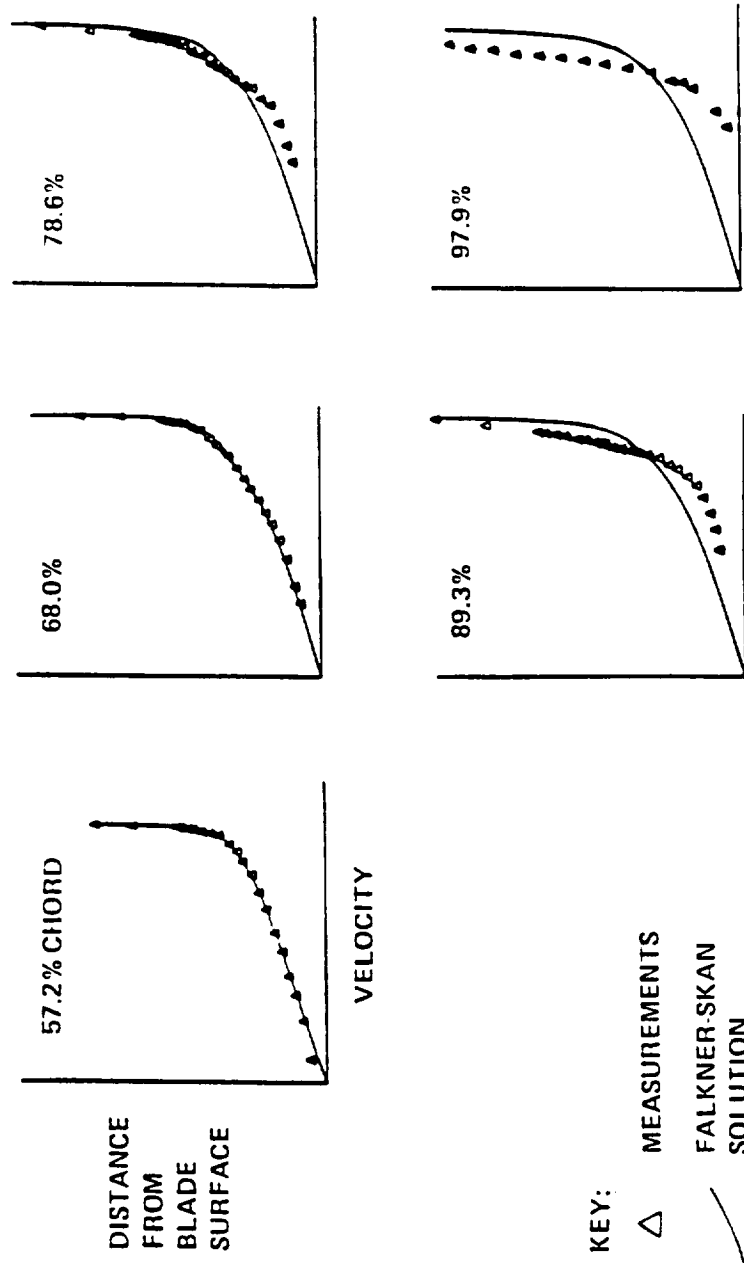 57.2% CHORD
68.0%
78.6%
DISTANCE
FROM
BLADE
SURFACE
VELOCITY
89.3%
97.9%
KEY:
MEASUREMENTS
FALKNER-SKAN
SOLUTION